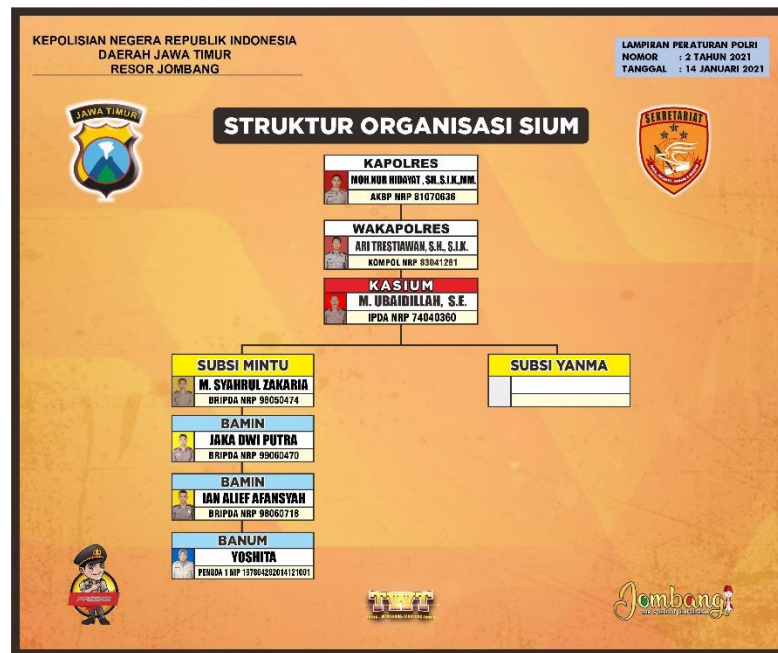 KEPOLISIAN NEGERA REPUBLIK INDONESIA
DAERAH JAWA TIMUR
RESOR JOMBANG
LAMPIRAN PERATURAN POLRI
NOMOR : 2 TAHUN 2021
TANGGAL : 14 JANUARI 2021
JAWA TIMUR
SEKRETARIAT
STRUKTUR ORGANISASI SIUM
KAPOLRES
MOH.NUR HIDAYAT, SH.,S.I.K.,MM.
AKBP NRP 81070636
WAKAPOLRES
ARI TRESTIAWAN, S.H., S.I.K.
KOMPOL NRP 83041281
KASIUM
M. UBAIDILLAH, S.E.
IPDA NRP 74040360
SUBSI MINTU
M. SYAHRUL ZAKARIA
BRIPDA NRP 98050474
SUBSI YANMA
BAMIN
JAKA DWI PUTRA
BRIPDA NRP 99060470
BAMIN
IAN ALIEF AFANSYAH
BRIPDA NRP 98060718
BANUM
YOSHITA
PENGDA 1 NIP 197804282014121001
PRESISI
TWT
Jombang